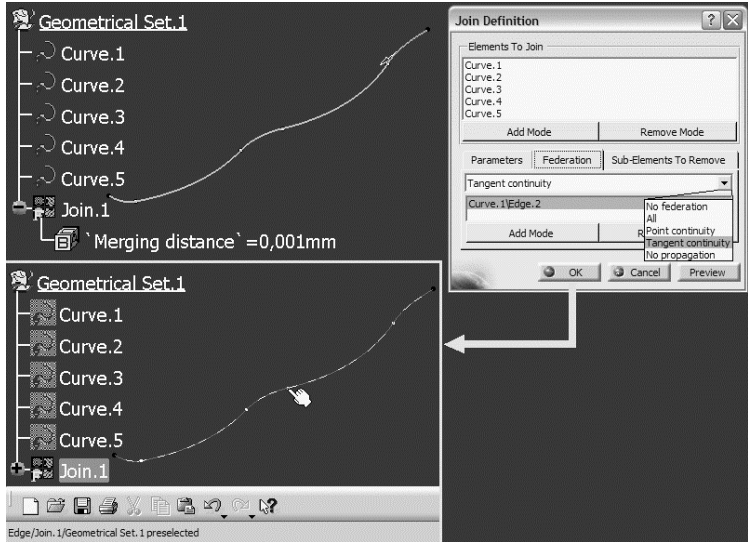 Geometrical Set.1
Curve.1
Curve.2
Curve.3
Curve.4
Curve.5
Join.1
`Merging distance`=0,001mm
Join Definition
Elements To Join
Curve.1
Curve.2
Curve.3
Curve.4
Curve.5
Add Mode Remove Mode
Parameters Federation Sub-Elements To Remove
Tangent continuity
Curve.1\Edge.2
No federation
All
Point continuity
Tangent continuity
No propagation
Add Mode R
OK Cancel Preview
Geometrical Set.1
Curve.1
Curve.2
Curve.3
Curve.4
Curve.5
Join.1
Edge/Join.1/Geometrical Set.1 preselected